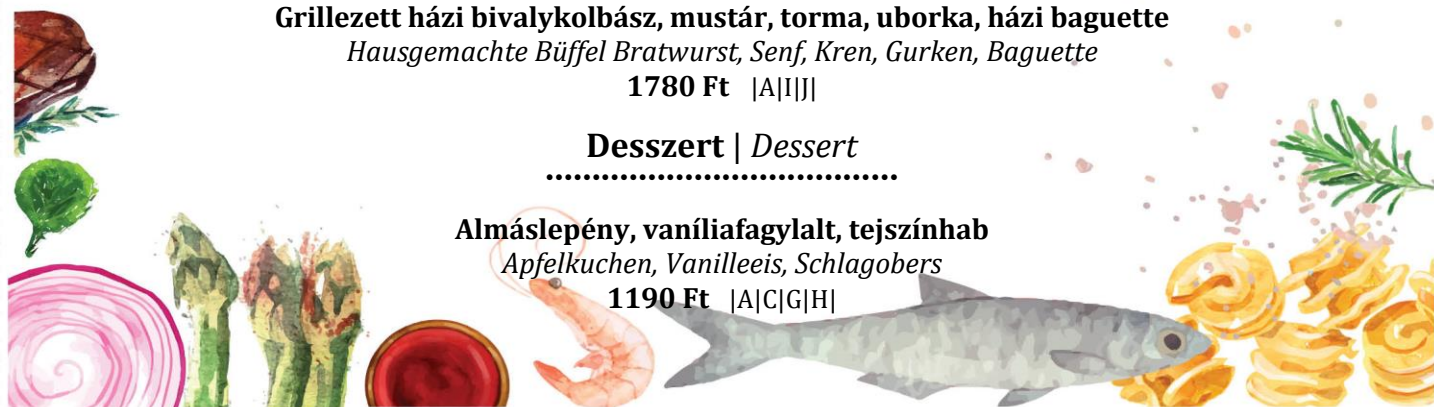 Grillezett házi bivalykolbász, mustár, torma, uborka, házi baguette
Hausgemachte Büffel Bratwurst, Senf, Kren, Gurken, Baguette
1780 Ft |A|I|J|
Desszert | Dessert
Almáslepény, vaníliafagylalt, tejszínhab
Apfelkuchen, Vanilleeis, Schlagobers
1190 Ft |A|C|G|H|